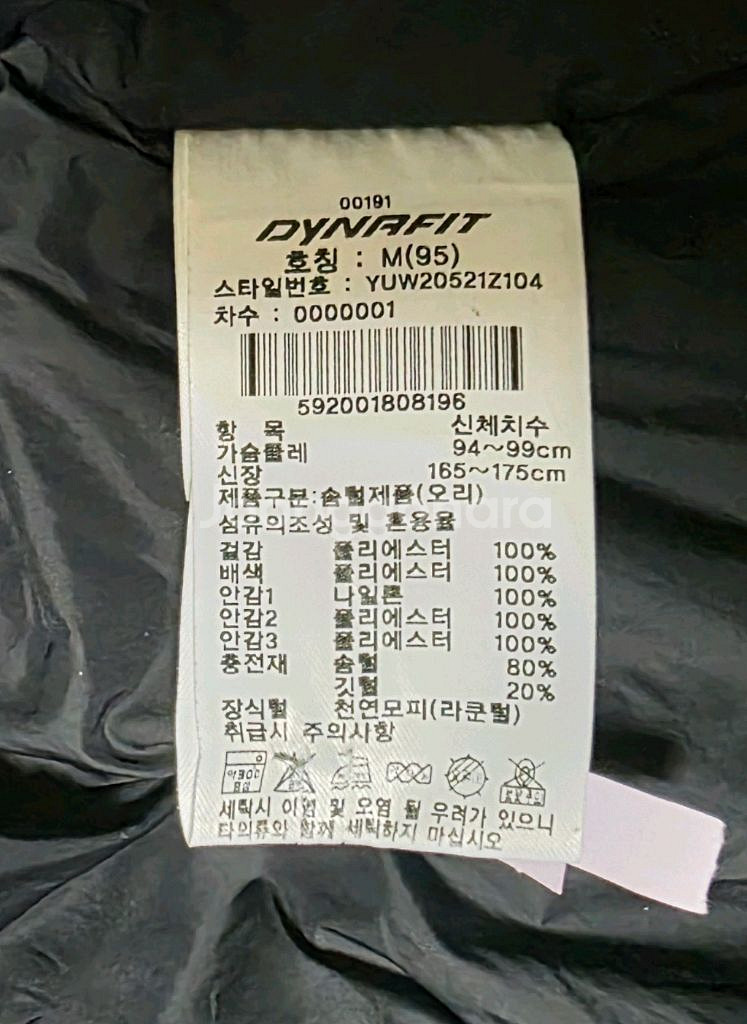 00191
DYNAFIT
호칭 : M(95)
스타일번호 : YUW20521Z104
차수 : 0000001
592001808196
항 목 신체치수
가슴둘레 94~99cm
신장 165~175cm
제품구분:솜털제품(오리)
섬유의조성 및 혼용율
겉감 폴리에스터 100%
배색 폴리에스터 100%
안감1 나일론 100%
안감2 폴리에스터 100%
안감3 폴리에스터 100%
충전재 솜털 80%
깃털 20%
장식털 천연모피(라쿤털)
취급시 주의사항
세탁시 이염 및 오염 될 우려가 있으니
타의류와 함께 세탁하지 마십시오